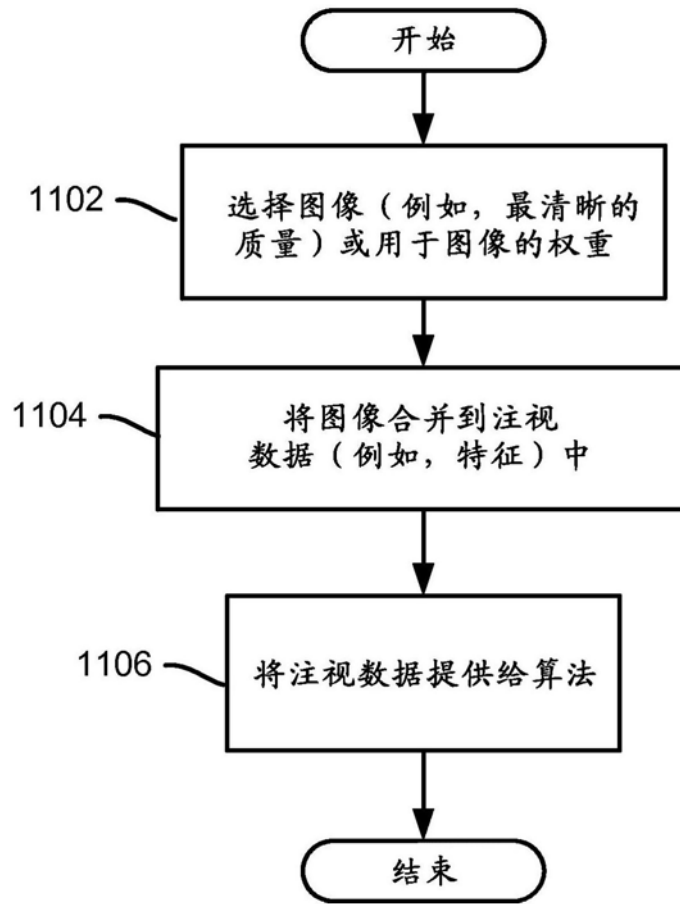 开始
1102
选择图像（例如，最清晰的
质量）或用于图像的权重
1104
将图像合并到注视
数据（例如，特征）中
1106
将注视数据提供给算法
结束